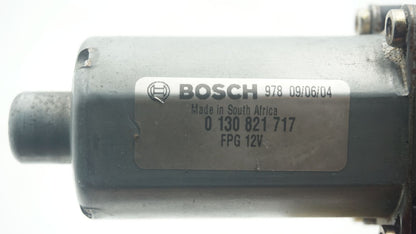 BOSCH 978 09/06/04
Made in South Africa
0 130 821 717
FPG 12V